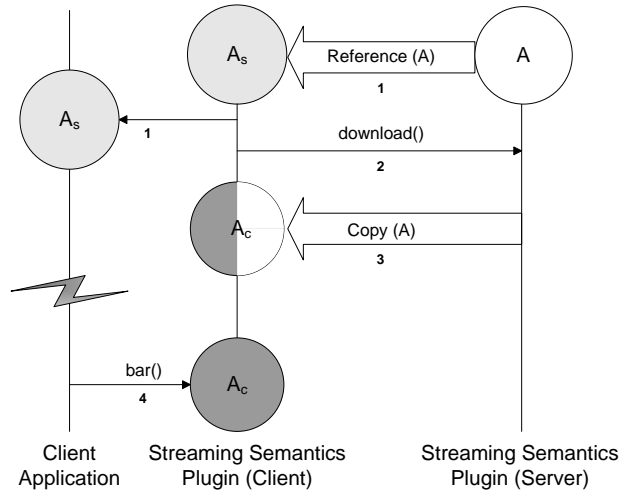 As
Reference (A)
A
1
As
1
download()
2
Ac
Copy (A)
3
bar()
4
Ac
Client
Application
Streaming Semantics
Plugin (Client)
Streaming Semantics
Plugin (Server)